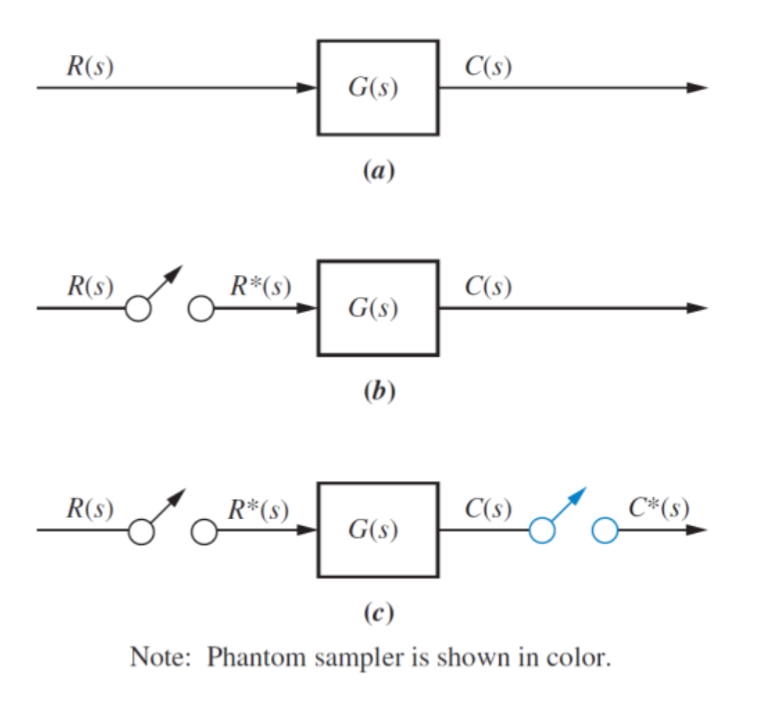 R(s) G(s) C(s)
(a)
R(s) R*(s) G(s) C(s)
(b)
R(s) R*(s) G(s) C(s) C*(s)
(c)
Note: Phantom sampler is shown in color.